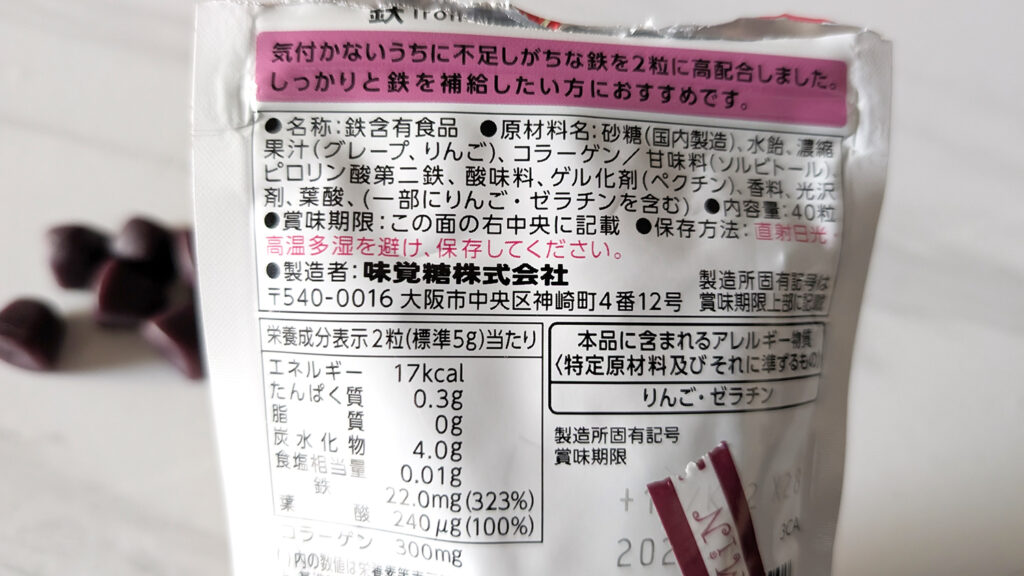 鉄 Iron
気付かないうちに不足しがちな鉄を2粒に高配合しました。
しっかりと鉄を補給したい方におすすめです。
●名称:鉄含有食品 ●原材料名:砂糖(国内製造)、水飴、濃縮
果汁(グレープ、りんご)、コラーゲン/甘味料(ソルビトール)、
ピロリン酸第二鉄、酸味料、ゲル化剤(ペクチン)、香料、光沢
剤、葉酸、(一部にりんご・ゼラチンを含む) ●内容量:40粒
●賞味期限:この面の右中央に記載 ●保存方法:直射日光
高温多湿を避け、保存してください。
●製造者:味覚糖株式会社
〒540-0016 大阪市中央区神崎町4番12号
製造所固有記号は
賞味期限上部に記載
栄養成分表示2粒(標準5g)当たり
エネルギー 17kcal
たんぱく質 0.3g
脂質 0g
炭水化物 4.0g
食塩相当量 0.01g
鉄 22.0mg(323%)
葉酸 240μg(100%)
コラーゲン 300mg
本品に含まれるアレルギー物質
〈特定原材料及びそれに準ずるもの〉
りんご・ゼラチン
製造所固有記号
賞味期限